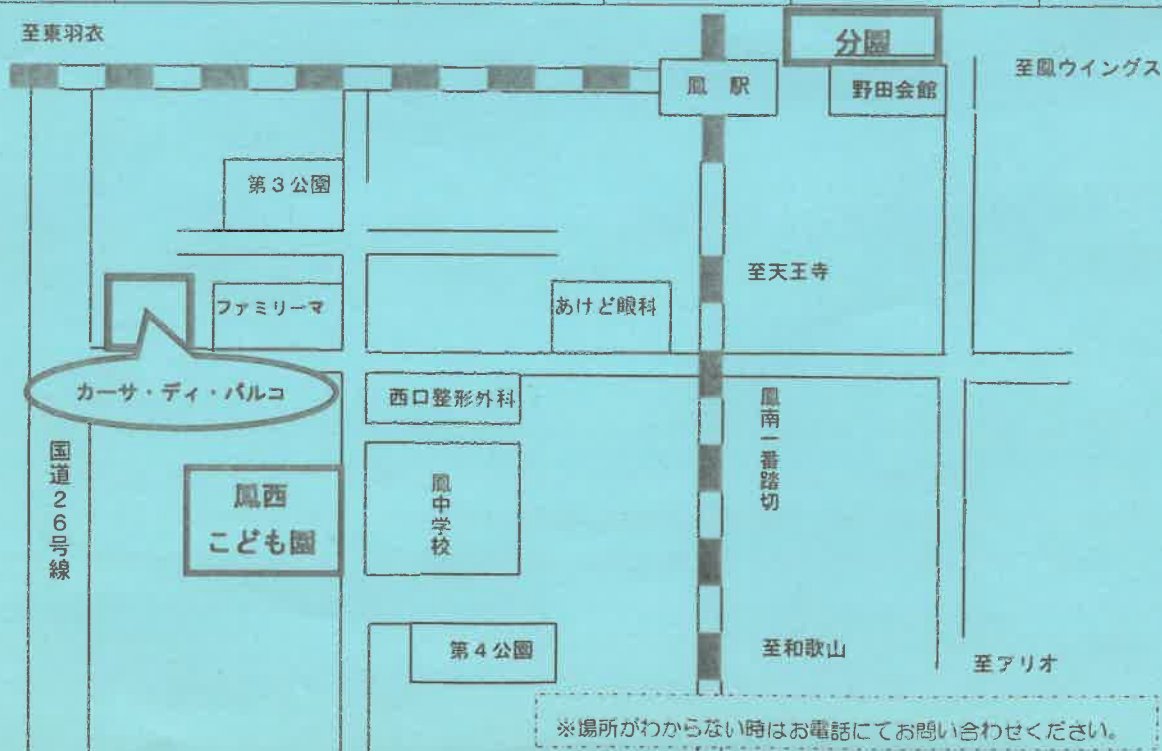 至東羽衣
分園
至鳳ウイングス
鳳 駅
野田会館
第3公園
至天王寺
ファミリーマ
あけど眼科
カーサ・ディ・パルコ
西口整形外科
鳳南一番踏切
国道26号線
鳳西
こども園
鳳中学校
第4公園
至和歌山
至アリオ
※場所がわからない時はお電話にてお問い合わせください。